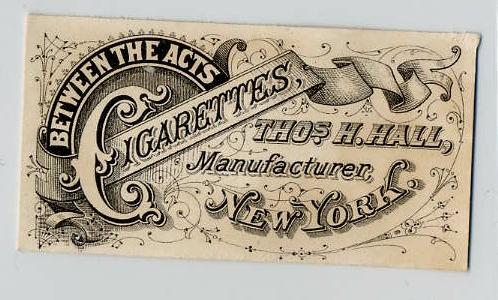 BETWEEN THE ACTS
CIGARETTES,
THOS H. HALL,
Manufacturer,
NEW YORK.